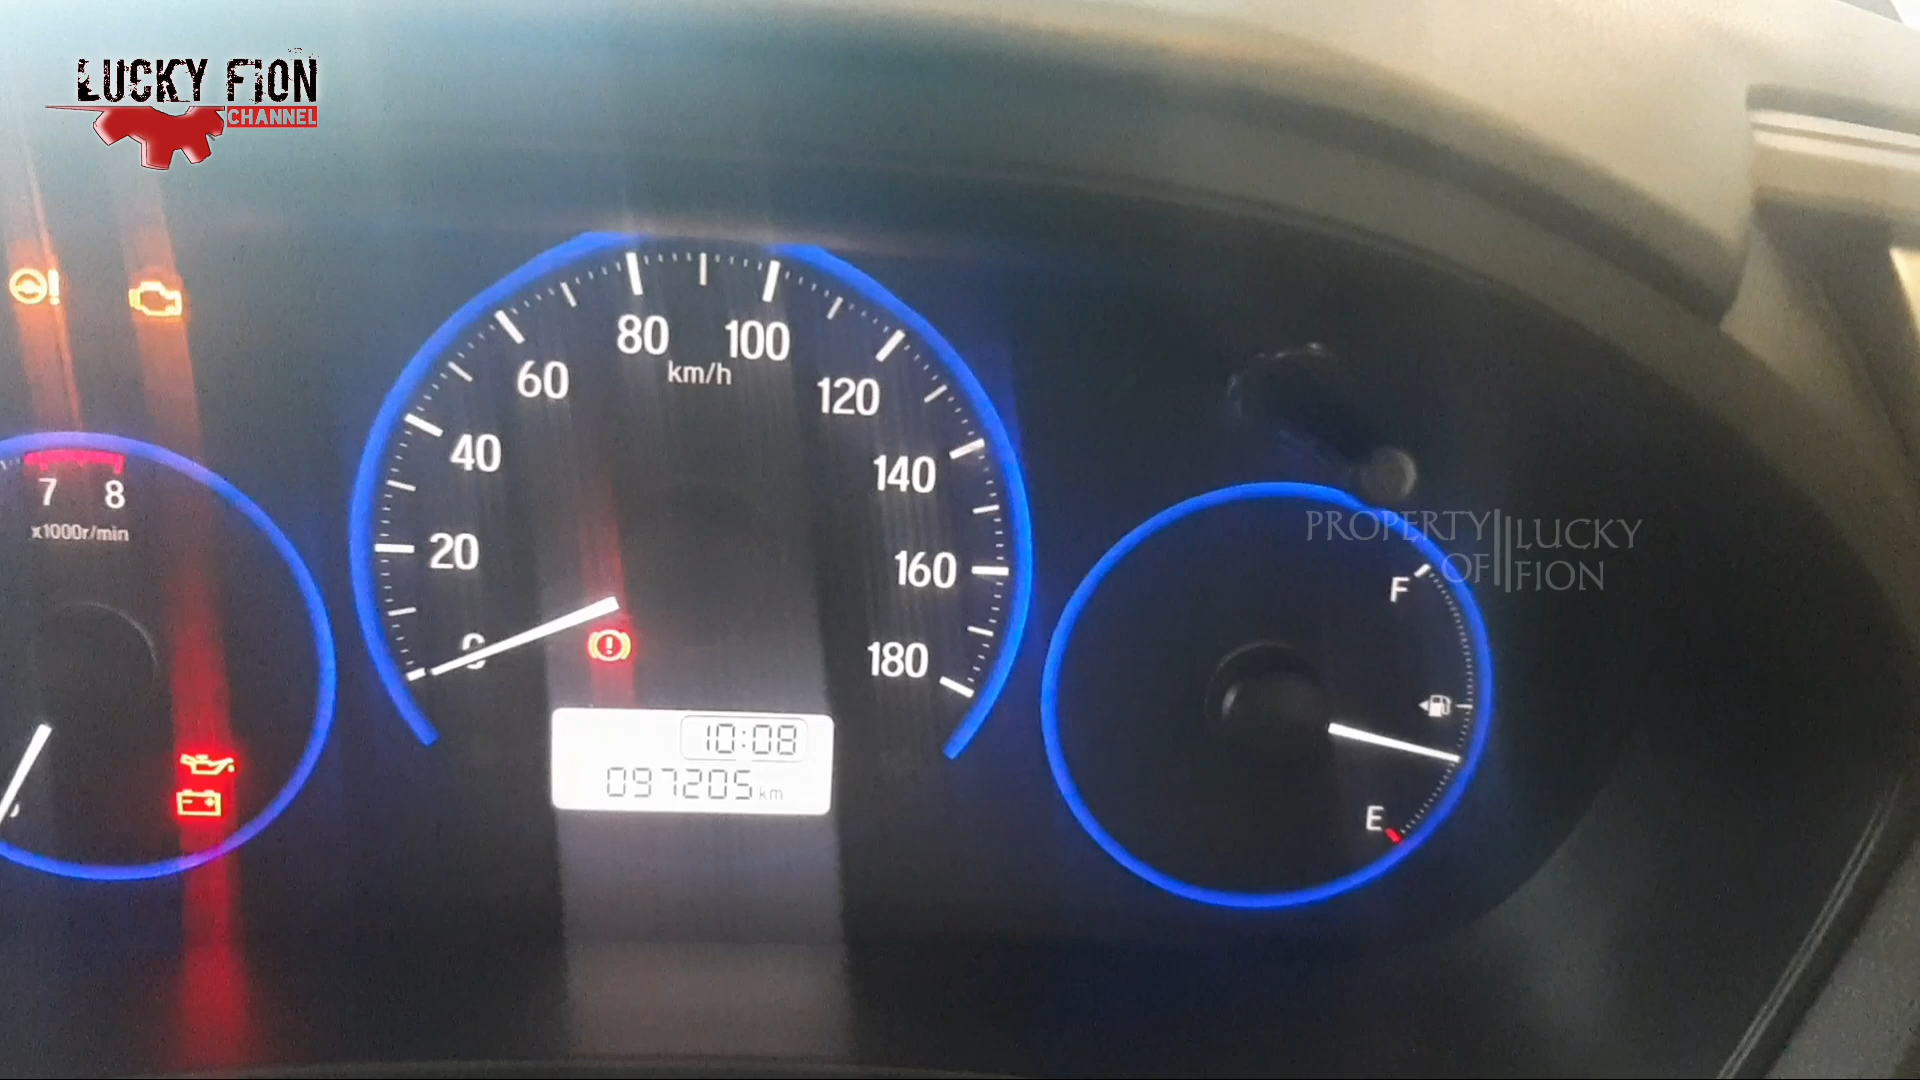 LUCKY FION
CHANNEL
80 100
km/h
60
120
40
140
7 8
x1000r/min
20
160
0
180
PROPERTY LUCKY
OF FION
F
10:08
097205 km
E